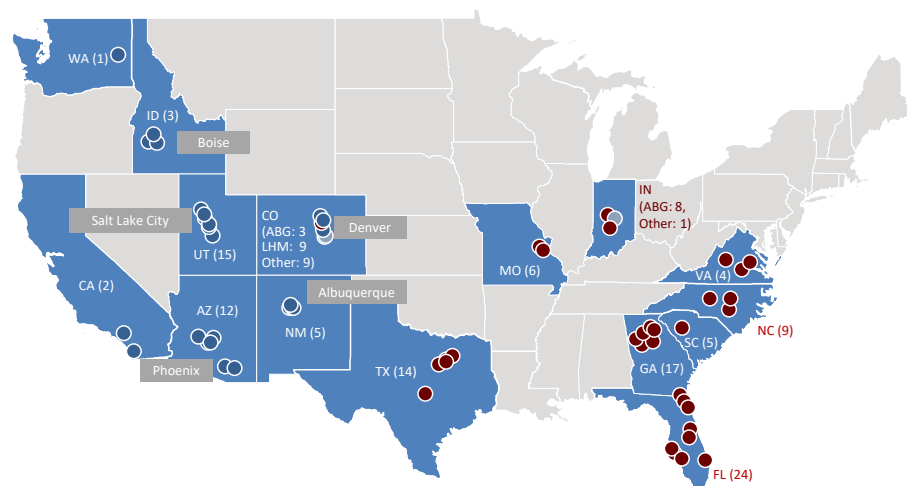 WA (1)
ID (3)
Boise
Salt Lake City
UT (15)
CO
(ABG: 3
LHM: 9
Other: 9)
Denver
IN
(ABG: 8,
Other: 1)
MO (6)
VA (4)
CA (2)
AZ (12)
Albuquerque
NM (5)
NC (9)
SC (5)
GA (17)
Phoenix
TX (14)
FL (24)